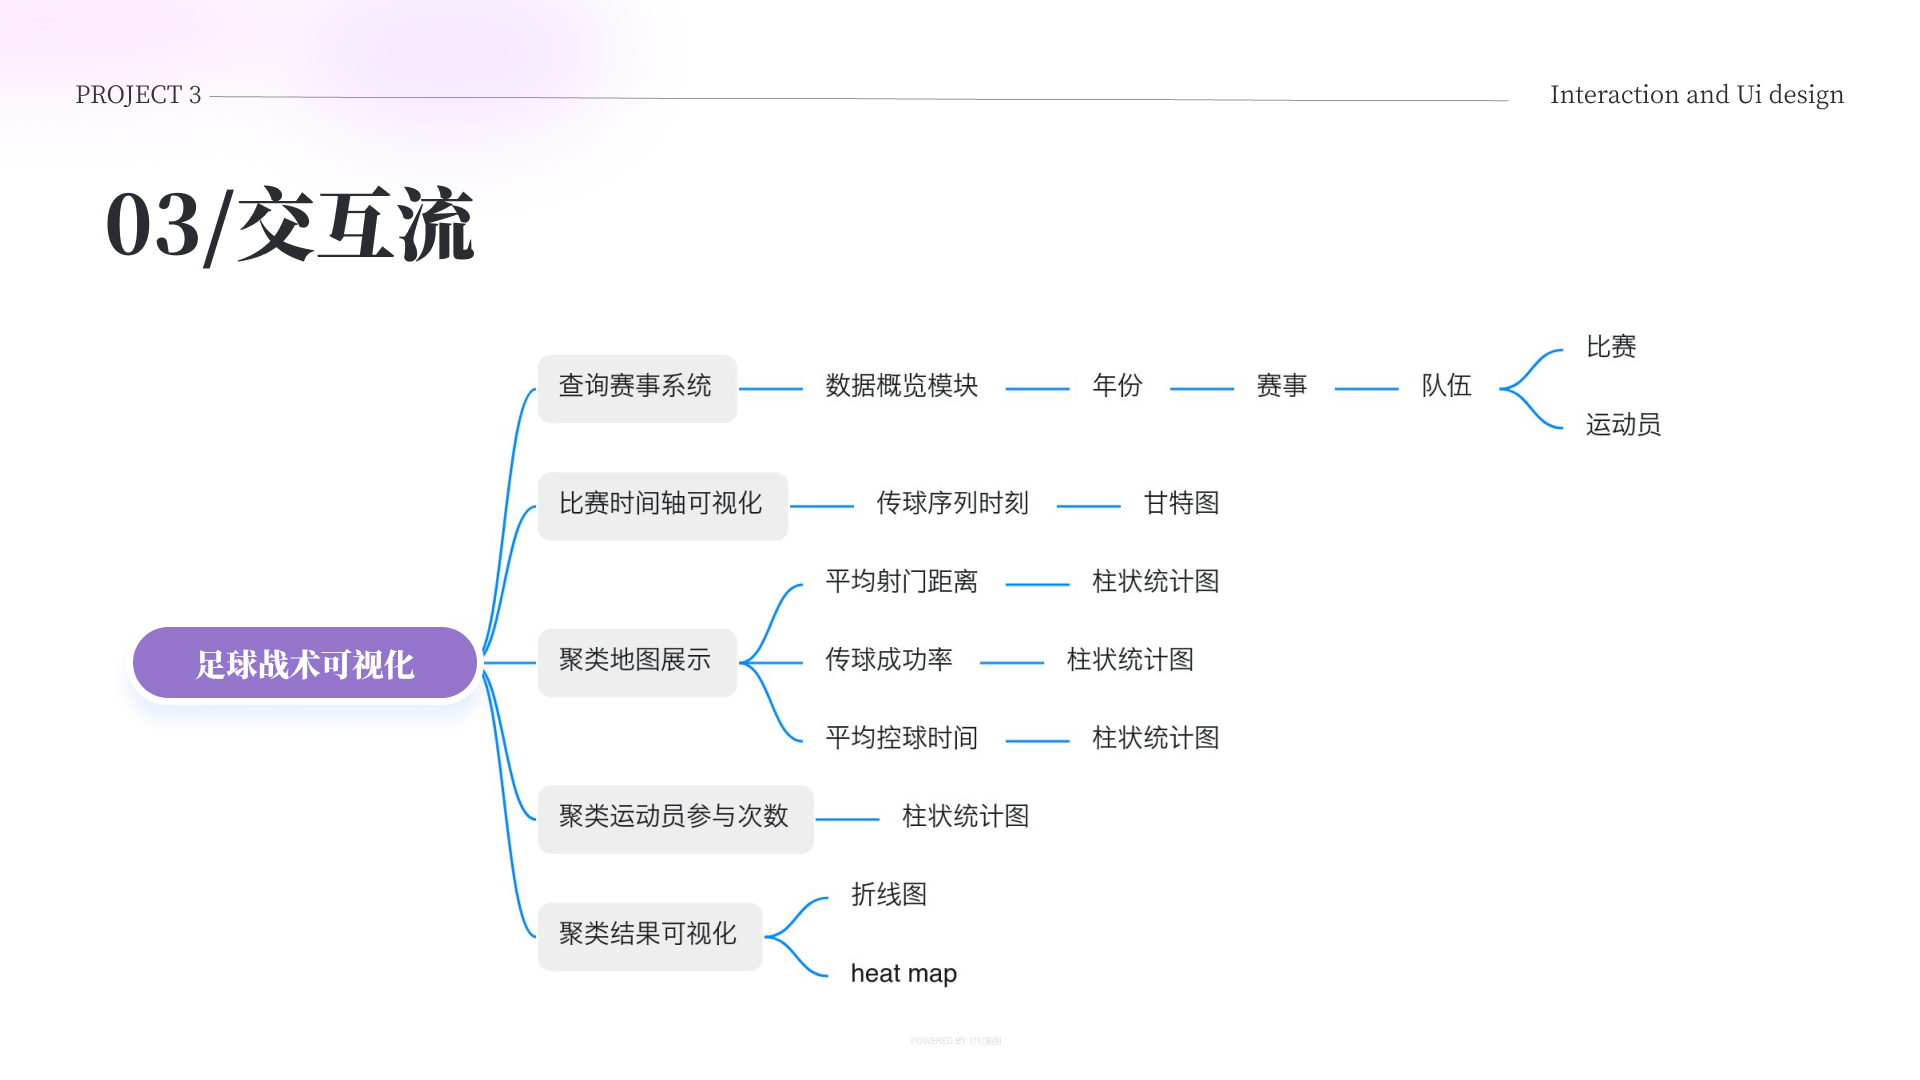 PROJECT 3
Interaction and Ui design
03/交互流
足球战术可视化
查询赛事系统
数据概览模块
年份
赛事
队伍
比赛
运动员
比赛时间轴可视化
传球序列时刻
甘特图
聚类地图展示
平均射门距离
柱状统计图
传球成功率
柱状统计图
平均控球时间
柱状统计图
聚类运动员参与次数
柱状统计图
聚类结果可视化
折线图
heat map
POWERED BY 钉钉脑图